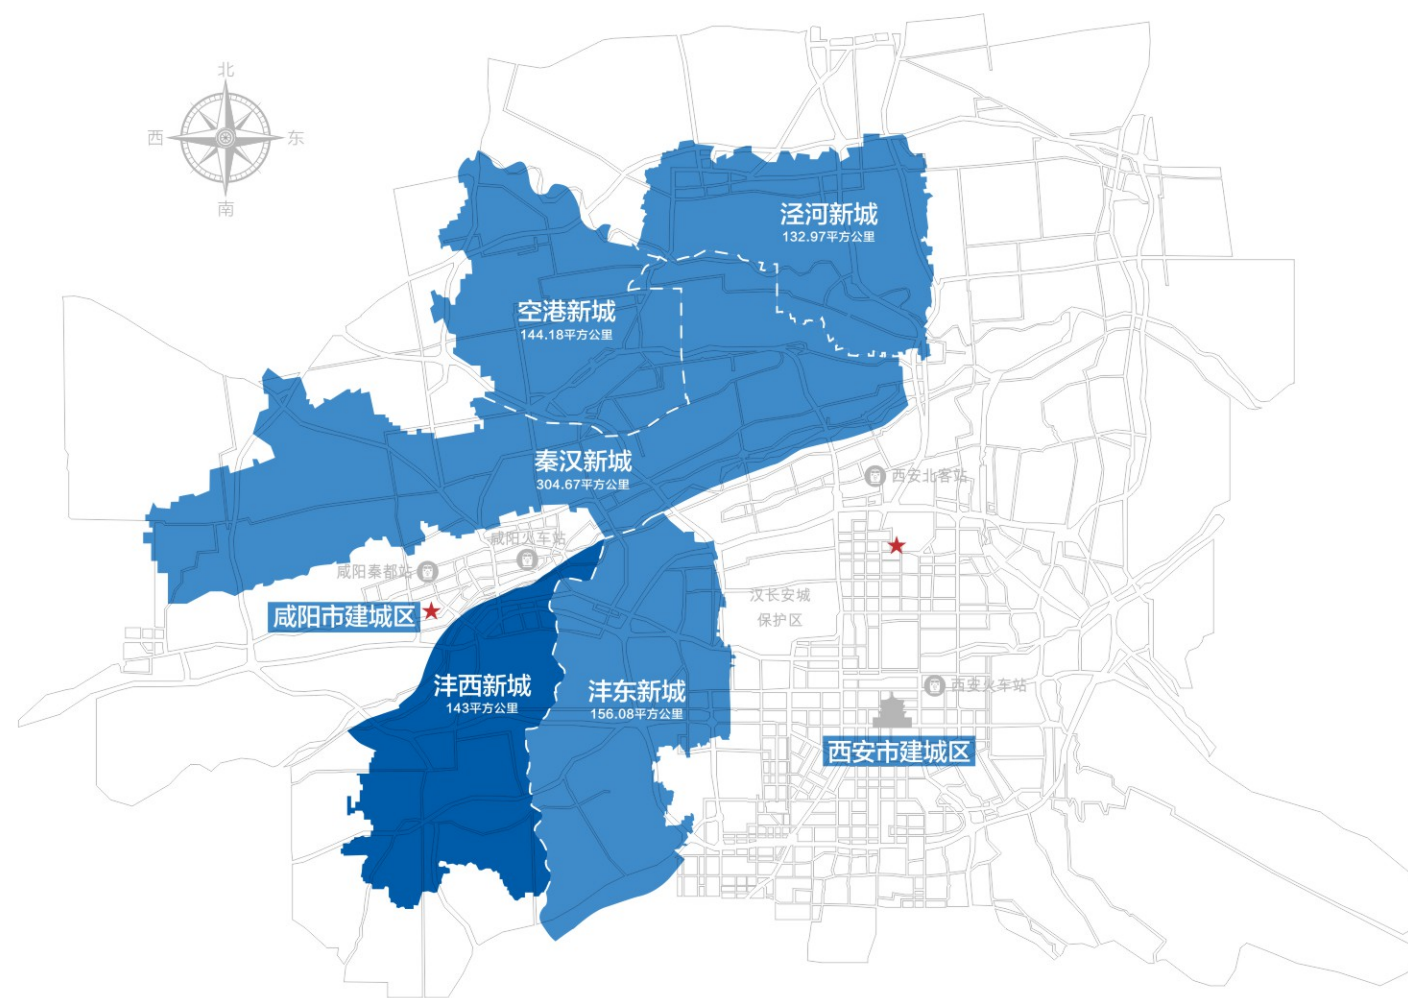 北
西
东
南
泾河新城
132.97平方公里
空港新城
144.18平方公里
秦汉新城
304.67平方公里
西安北客站
咸阳火车站
咸阳秦都站
汉长安城
保护区
咸阳市建城区
沣西新城
143平方公里
沣东新城
156.08平方公里
西安火车站
西安市建城区